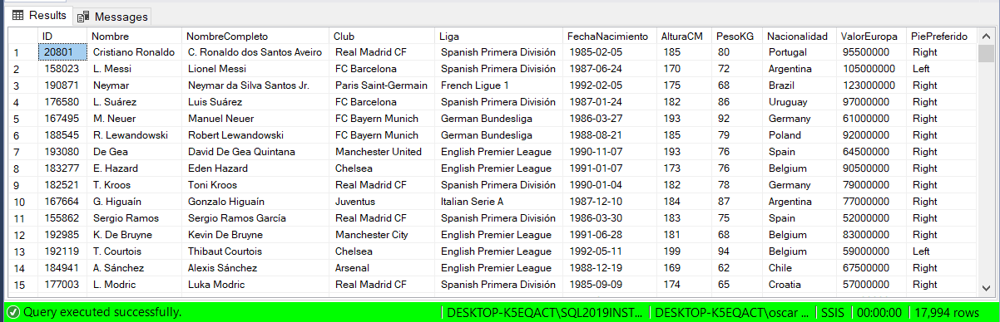 Results Messages
ID Nombre NombreCompleto Club Liga FechaNacimiento AlturaCM PesoKG Nacionalidad ValorEuropa PiePreferido
1 20801 Cristiano Ronaldo C. Ronaldo dos Santos Aveiro Real Madrid CF Spanish Primera División 1985-02-05 185 80 Portugal 95500000 Right
2 158023 L. Messi Lionel Messi FC Barcelona Spanish Primera División 1987-06-24 170 72 Argentina 105000000 Left
3 190871 Neymar Neymar da Silva Santos Jr. Paris Saint-Germain French Ligue 1 1992-02-05 175 68 Brazil 123000000 Right
4 176580 L. Suárez Luis Suárez FC Barcelona Spanish Primera División 1987-01-24 182 86 Uruguay 97000000 Right
5 167495 M. Neuer Manuel Neuer FC Bayern Munich German Bundesliga 1986-03-27 193 92 Germany 61000000 Right
6 188545 R. Lewandowski Robert Lewandowski FC Bayern Munich German Bundesliga 1988-08-21 185 79 Poland 92000000 Right
7 193080 De Gea David De Gea Quintana Manchester United English Premier League 1990-11-07 193 76 Spain 64500000 Right
8 183277 E. Hazard Eden Hazard Chelsea English Premier League 1991-01-07 173 76 Belgium 90500000 Right
9 182521 T. Kroos Toni Kroos Real Madrid CF Spanish Primera División 1990-01-04 182 78 Germany 79000000 Right
10 167664 G. Higuaín Gonzalo Higuaín Juventus Italian Serie A 1987-12-10 184 87 Argentina 77000000 Right
11 155862 Sergio Ramos Sergio Ramos García Real Madrid CF Spanish Primera División 1986-03-30 183 75 Spain 52000000 Right
12 192985 K. De Bruyne Kevin De Bruyne Manchester City English Premier League 1991-06-28 181 68 Belgium 83000000 Right
13 192119 T. Courtois Thibaut Courtois Chelsea English Premier League 1992-05-11 199 94 Belgium 59000000 Left
14 184941 A. Sánchez Alexis Sánchez Arsenal English Premier League 1988-12-19 169 62 Chile 67500000 Right
15 177003 L. Modric Luka Modric Real Madrid CF Spanish Primera División 1985-09-09 174 65 Croatia 57000000 Right
Query executed successfully. DESKTOP-K5EQACT\SQL2019INST... DESKTOP-K5EQACT\oscar ... SSIS 00:00:00 17,994 rows